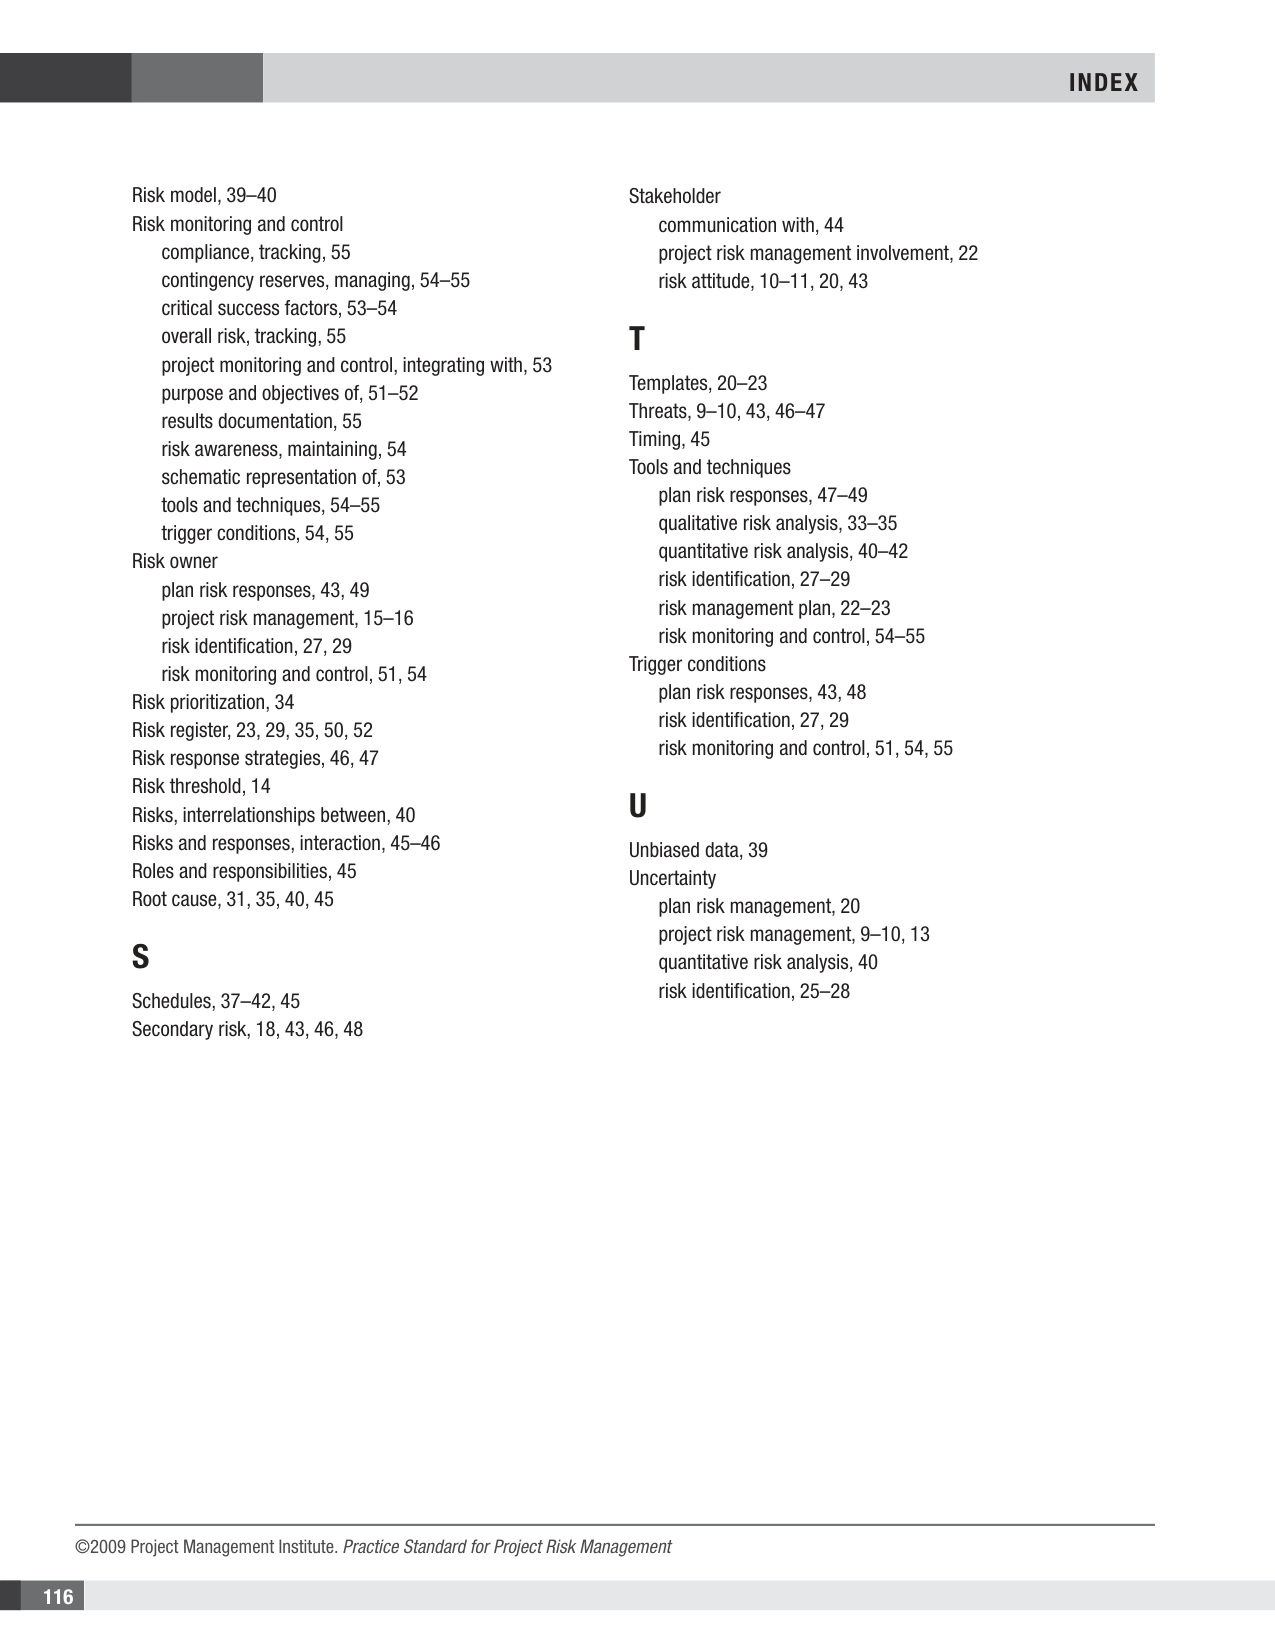 INDEX
Risk model, 39–40
Risk monitoring and control
compliance, tracking, 55
contingency reserves, managing, 54–55
critical success factors, 53–54
overall risk, tracking, 55
project monitoring and control, integrating with, 53
purpose and objectives of, 51–52
results documentation, 55
risk awareness, maintaining, 54
schematic representation of, 53
tools and techniques, 54–55
trigger conditions, 54, 55
Risk owner
plan risk responses, 43, 49
project risk management, 15–16
risk identification, 27, 29
risk monitoring and control, 51, 54
Risk prioritization, 34
Risk register, 23, 29, 35, 50, 52
Risk response strategies, 46, 47
Risk threshold, 14
Risks, interrelationships between, 40
Risks and responses, interaction, 45–46
Roles and responsibilities, 45
Root cause, 31, 35, 40, 45
S
Schedules, 37–42, 45
Secondary risk, 18, 43, 46, 48
Stakeholder
communication with, 44
project risk management involvement, 22
risk attitude, 10–11, 20, 43
T
Templates, 20–23
Threats, 9–10, 43, 46–47
Timing, 45
Tools and techniques
plan risk responses, 47–49
qualitative risk analysis, 33–35
quantitative risk analysis, 40–42
risk identification, 27–29
risk management plan, 22–23
risk monitoring and control, 54–55
Trigger conditions
plan risk responses, 43, 48
risk identification, 27, 29
risk monitoring and control, 51, 54, 55
U
Unbiased data, 39
Uncertainty
plan risk management, 20
project risk management, 9–10, 13
quantitative risk analysis, 40
risk identification, 25–28
©2009 Project Management Institute. Practice Standard for Project Risk Management
116